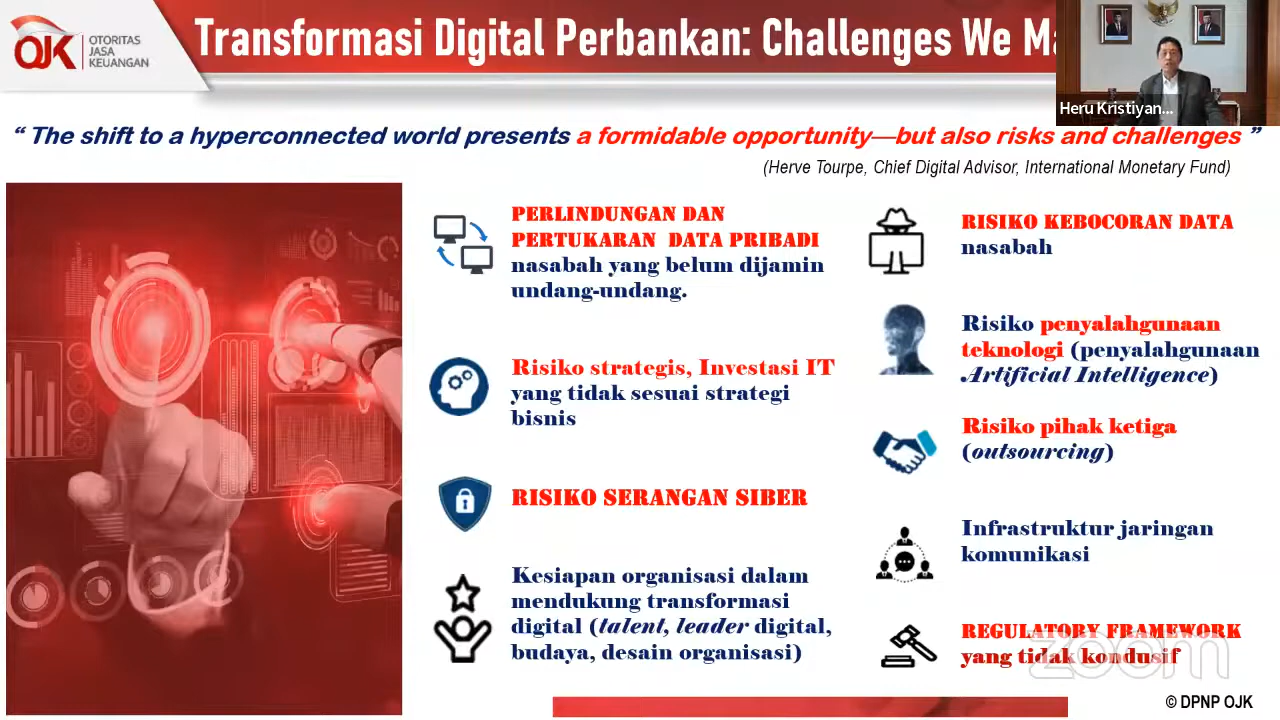 OJK
OTORITAS
JASA
KEUANGAN
Transformasi Digital Perbankan: Challenges We
Heru Kristiyan...
“ The shift to a hyperconnected world presents a formidable opportunity—but also risks and challenges ”
(Herve Tourpe, Chief Digital Advisor, International Monetary Fund)
PERLINDUNGAN DAN
PERTUKARAN DATA PRIBADI
nasabah yang belum dijamin
undang-undang.
Risiko strategis, Investasi IT
yang tidak sesuai strategi
bisnis
RISIKO SERANGAN SIBER
Kesiapan organisasi dalam
mendukung transformasi
digital (talent, leader digital,
budaya, desain organisasi)
RISIKO KEBOCORAN DATA
nasabah
Risiko penyalahgunaan
teknologi (penyalahgunaan
Artificial Intelligence)
Risiko pihak ketiga
(outsourcing)
Infrastruktur jaringan
komunikasi
REGULATORY FRAMEWORK
yang tidak kondusif
zoom
© DPNP OJK